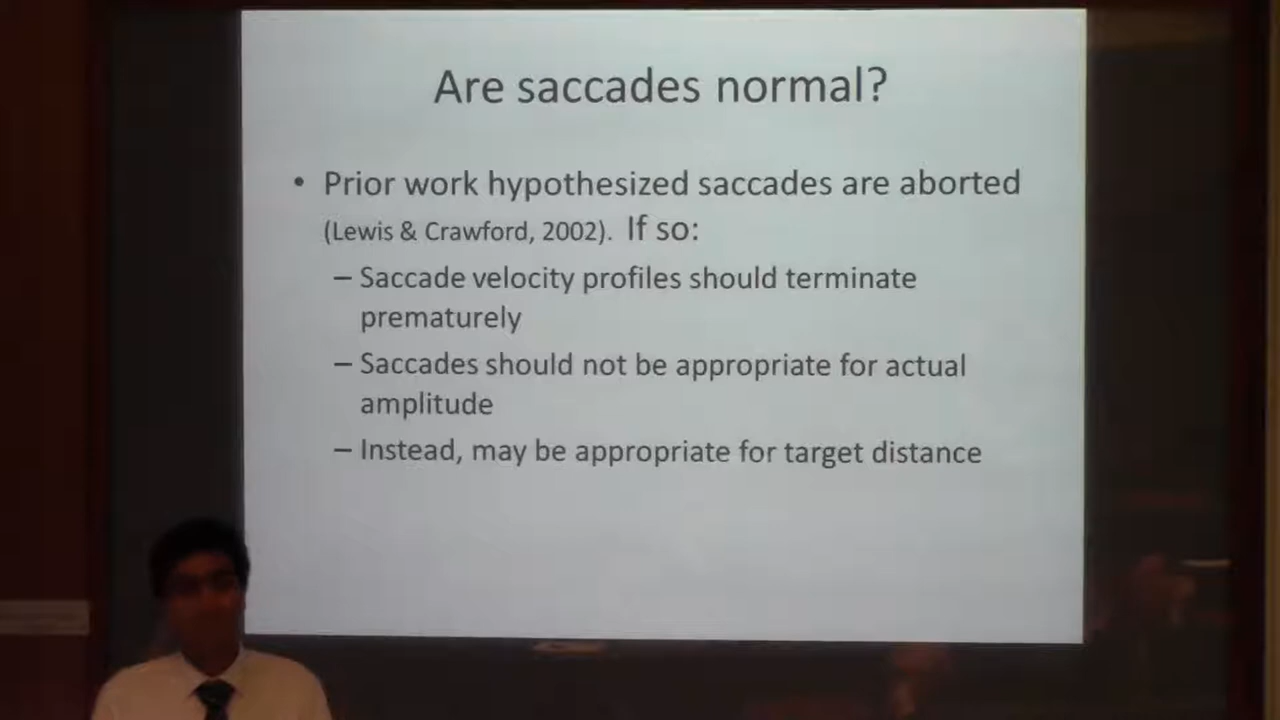 Are saccades normal?
• Prior work hypothesized saccades are aborted
(Lewis & Crawford, 2002). If so:
– Saccade velocity profiles should terminate
prematurely
– Saccades should not be appropriate for actual
amplitude
– Instead, may be appropriate for target distance